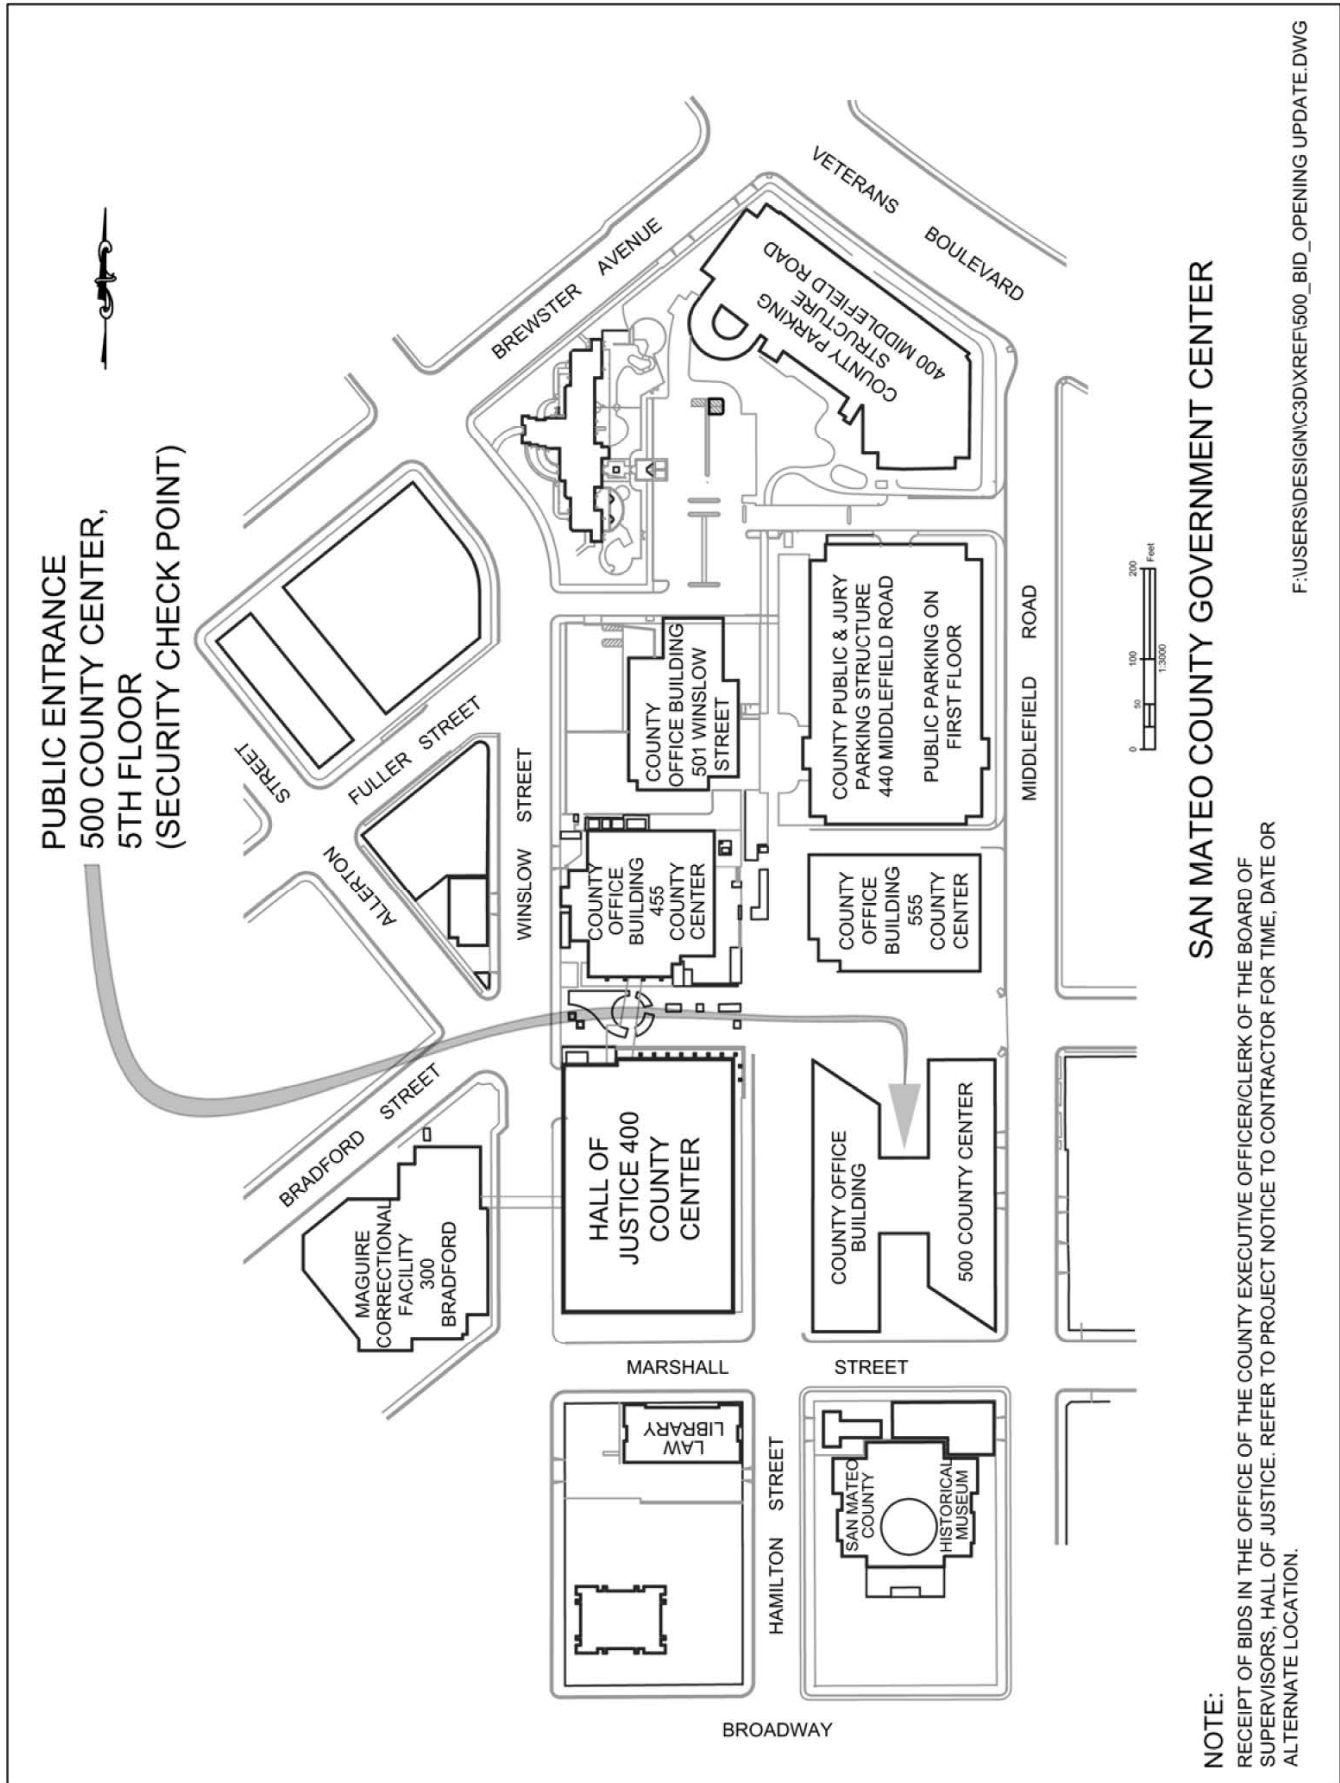 PUBLIC ENTRANCE
500 COUNTY CENTER,
5TH FLOOR
(SECURITY CHECK POINT)
BREWSTER AVENUE
VETERANS BOULEVARD
COUNTY PARKING
STRUCTURE
400 MIDDLEFIELD ROAD
STREET
FULLER STREET
ALLERTON
WINSLOW STREET
BRADFORD STREET
COUNTY
OFFICE BUILDING
501 WINSLOW
STREET
COUNTY PUBLIC & JURY
PARKING STRUCTURE
440 MIDDLEFIELD ROAD
PUBLIC PARKING ON
FIRST FLOOR
MIDDLEFIELD ROAD
COUNTY
OFFICE
BUILDING
455
COUNTY
CENTER
COUNTY
OFFICE
BUILDING
555
COUNTY
CENTER
MAGUIRE
CORRECTIONAL
FACILITY
300
BRADFORD
HALL OF
JUSTICE 400
COUNTY
CENTER
COUNTY OFFICE
BUILDING
500 COUNTY CENTER
MARSHALL STREET
LAW
LIBRARY
HAMILTON STREET
SAN MATEO
COUNTY
HISTORICAL
MUSEUM
BROADWAY
0 50 100 200
Feet
1:3000
SAN MATEO COUNTY GOVERNMENT CENTER
NOTE:
RECEIPT OF BIDS IN THE OFFICE OF THE COUNTY EXECUTIVE OFFICER/CLERK OF THE BOARD OF
SUPERVISORS, HALL OF JUSTICE. REFER TO PROJECT NOTICE TO CONTRACTOR FOR TIME, DATE OR
ALTERNATE LOCATION.
F:\USERS\DESIGN\C3D\XREF\500_BID_OPENING UPDATE.DWG